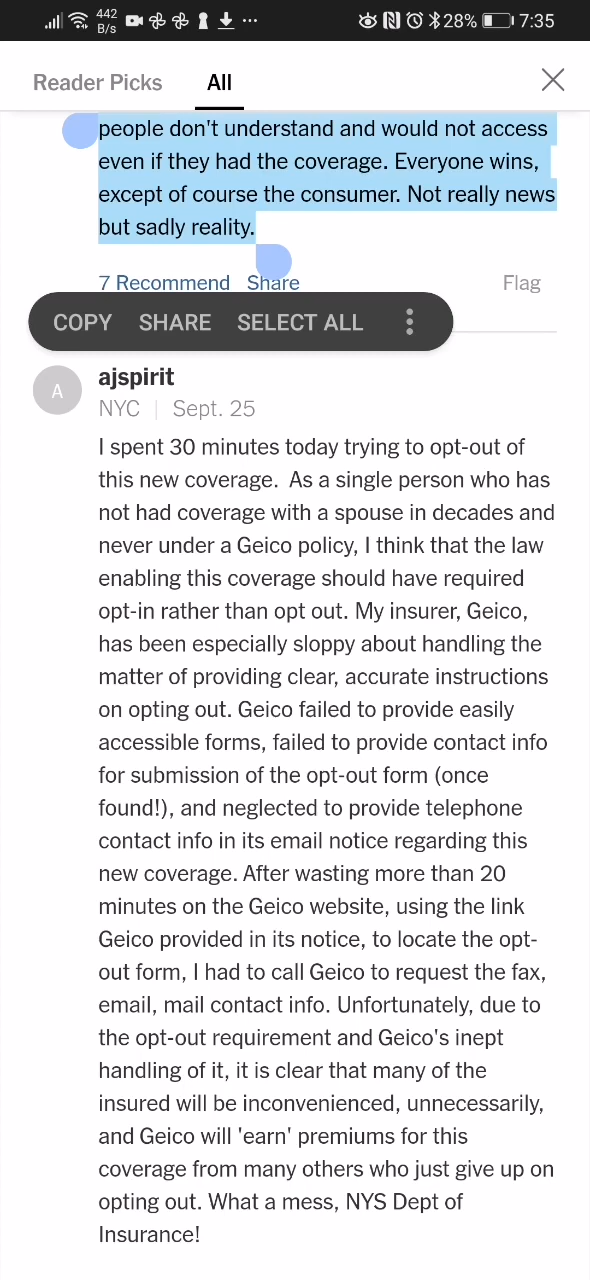 442
B/s
28%
7:35
Reader Picks All
people don't understand and would not access
even if they had the coverage. Everyone wins,
except of course the consumer. Not really news
but sadly reality.
7 Recommend Share Flag
COPY SHARE SELECT ALL
A
ajspirit
NYC | Sept. 25
I spent 30 minutes today trying to opt-out of
this new coverage.  As a single person who has
not had coverage with a spouse in decades and
never under a Geico policy, I think that the law
enabling this coverage should have required
opt-in rather than opt out. My insurer, Geico,
has been especially sloppy about handling the
matter of providing clear, accurate instructions
on opting out. Geico failed to provide easily
accessible forms, failed to provide contact info
for submission of the opt-out form (once
found!), and neglected to provide telephone
contact info in its email notice regarding this
new coverage. After wasting more than 20
minutes on the Geico website, using the link
Geico provided in its notice, to locate the opt-
out form, I had to call Geico to request the fax,
email, mail contact info. Unfortunately, due to
the opt-out requirement and Geico's inept
handling of it, it is clear that many of the
insured will be inconvenienced, unnecessarily,
and Geico will 'earn' premiums for this
coverage from many others who just give up on
opting out. What a mess, NYS Dept of
Insurance!